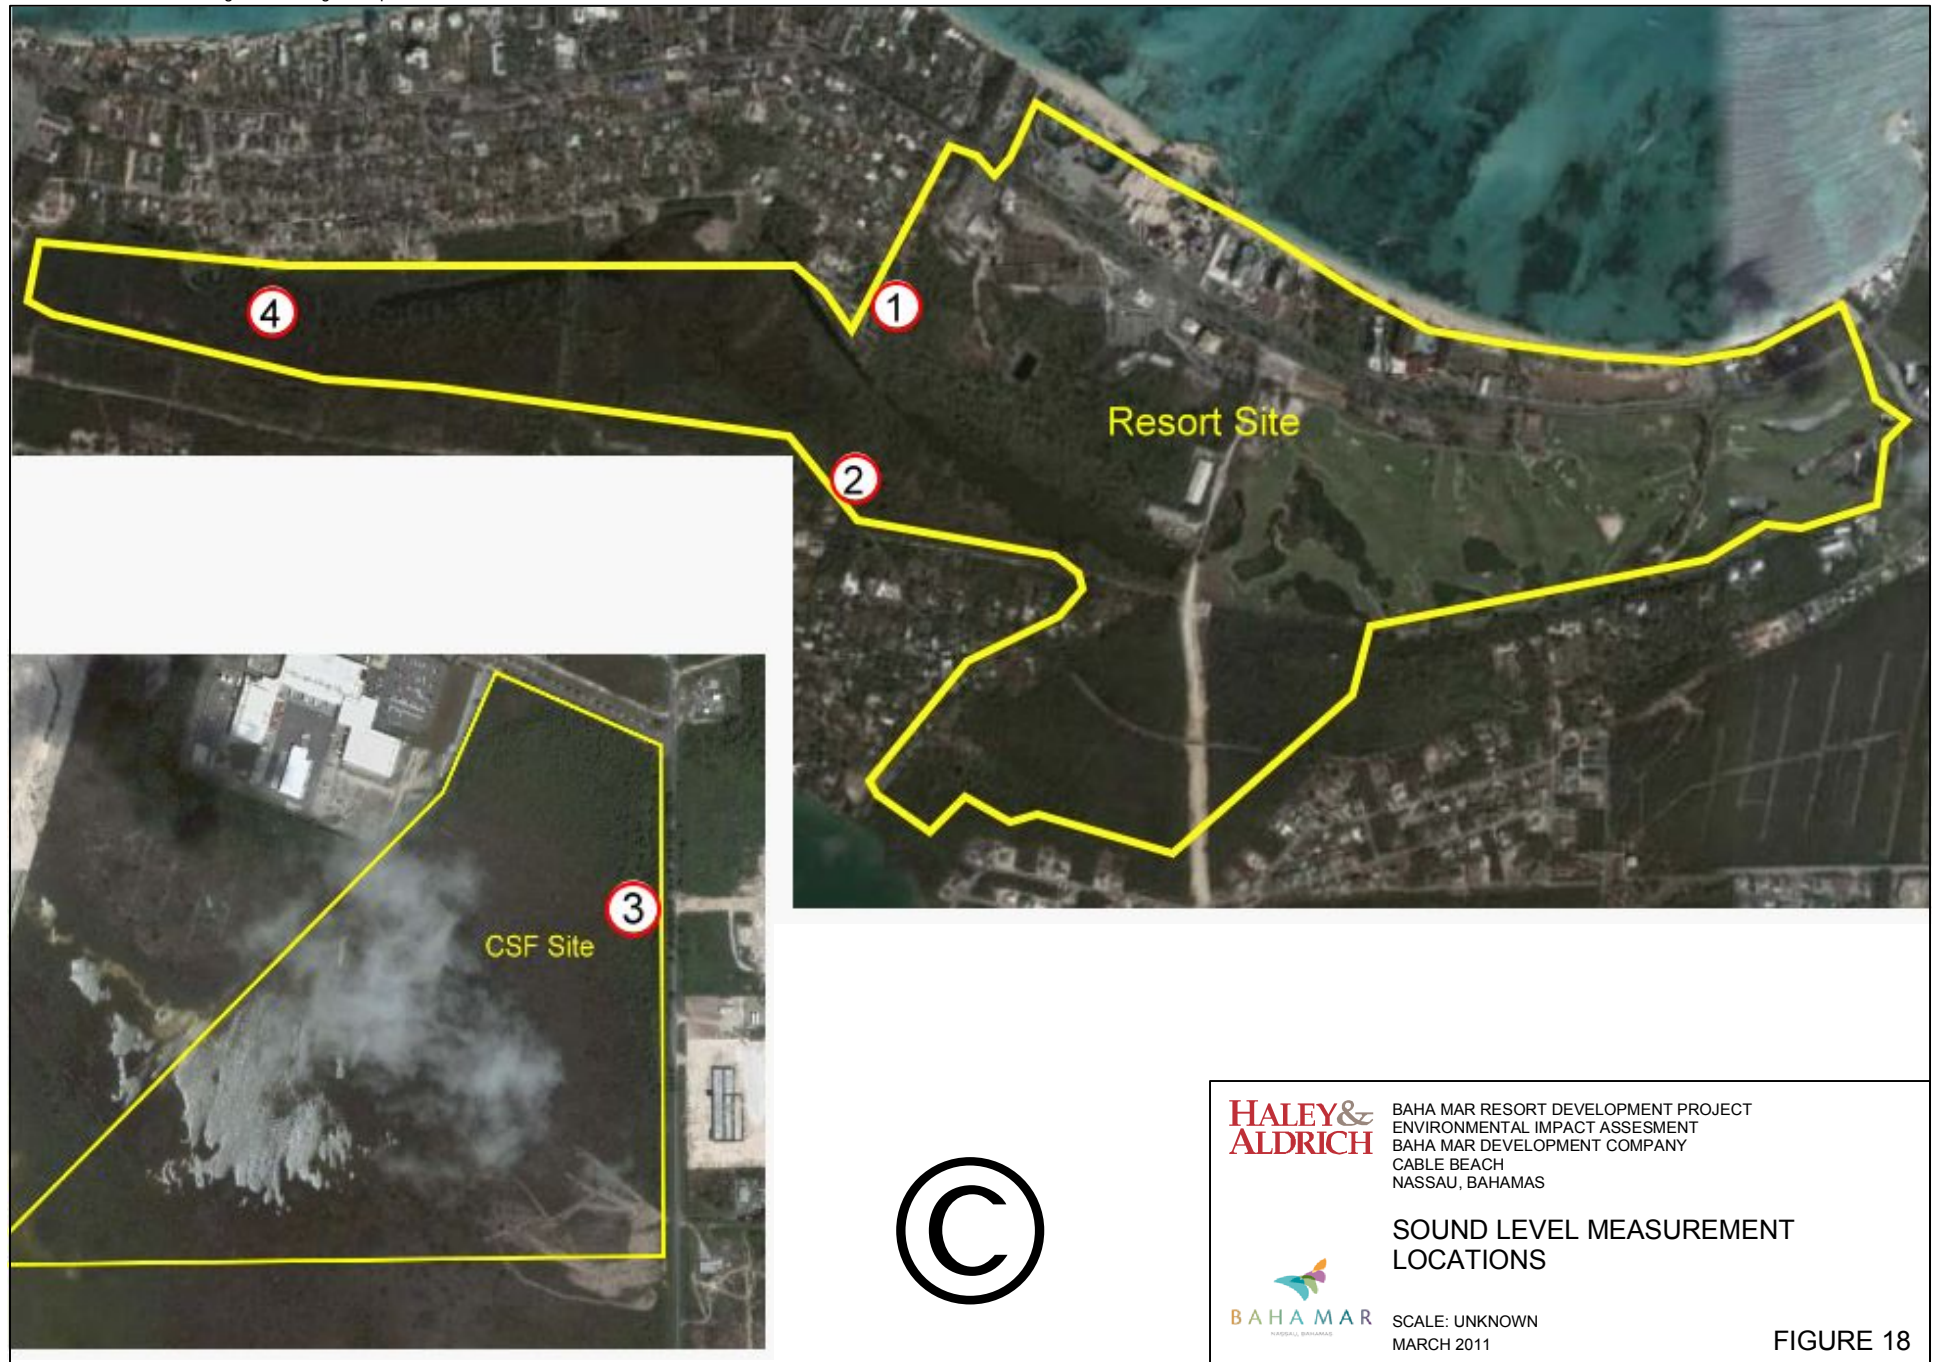 4
1
Resort Site
2
3
CSF Site
©
HALEY&
ALDRICH
BAHA MAR RESORT DEVELOPMENT PROJECT
ENVIRONMENTAL IMPACT ASSESMENT
BAHA MAR DEVELOPMENT COMPANY
CABLE BEACH
NASSAU, BAHAMAS
SOUND LEVEL MEASUREMENT
LOCATIONS
BAHA MAR
NASSAU, BAHAMAS
SCALE: UNKNOWN
MARCH 2011
FIGURE 18